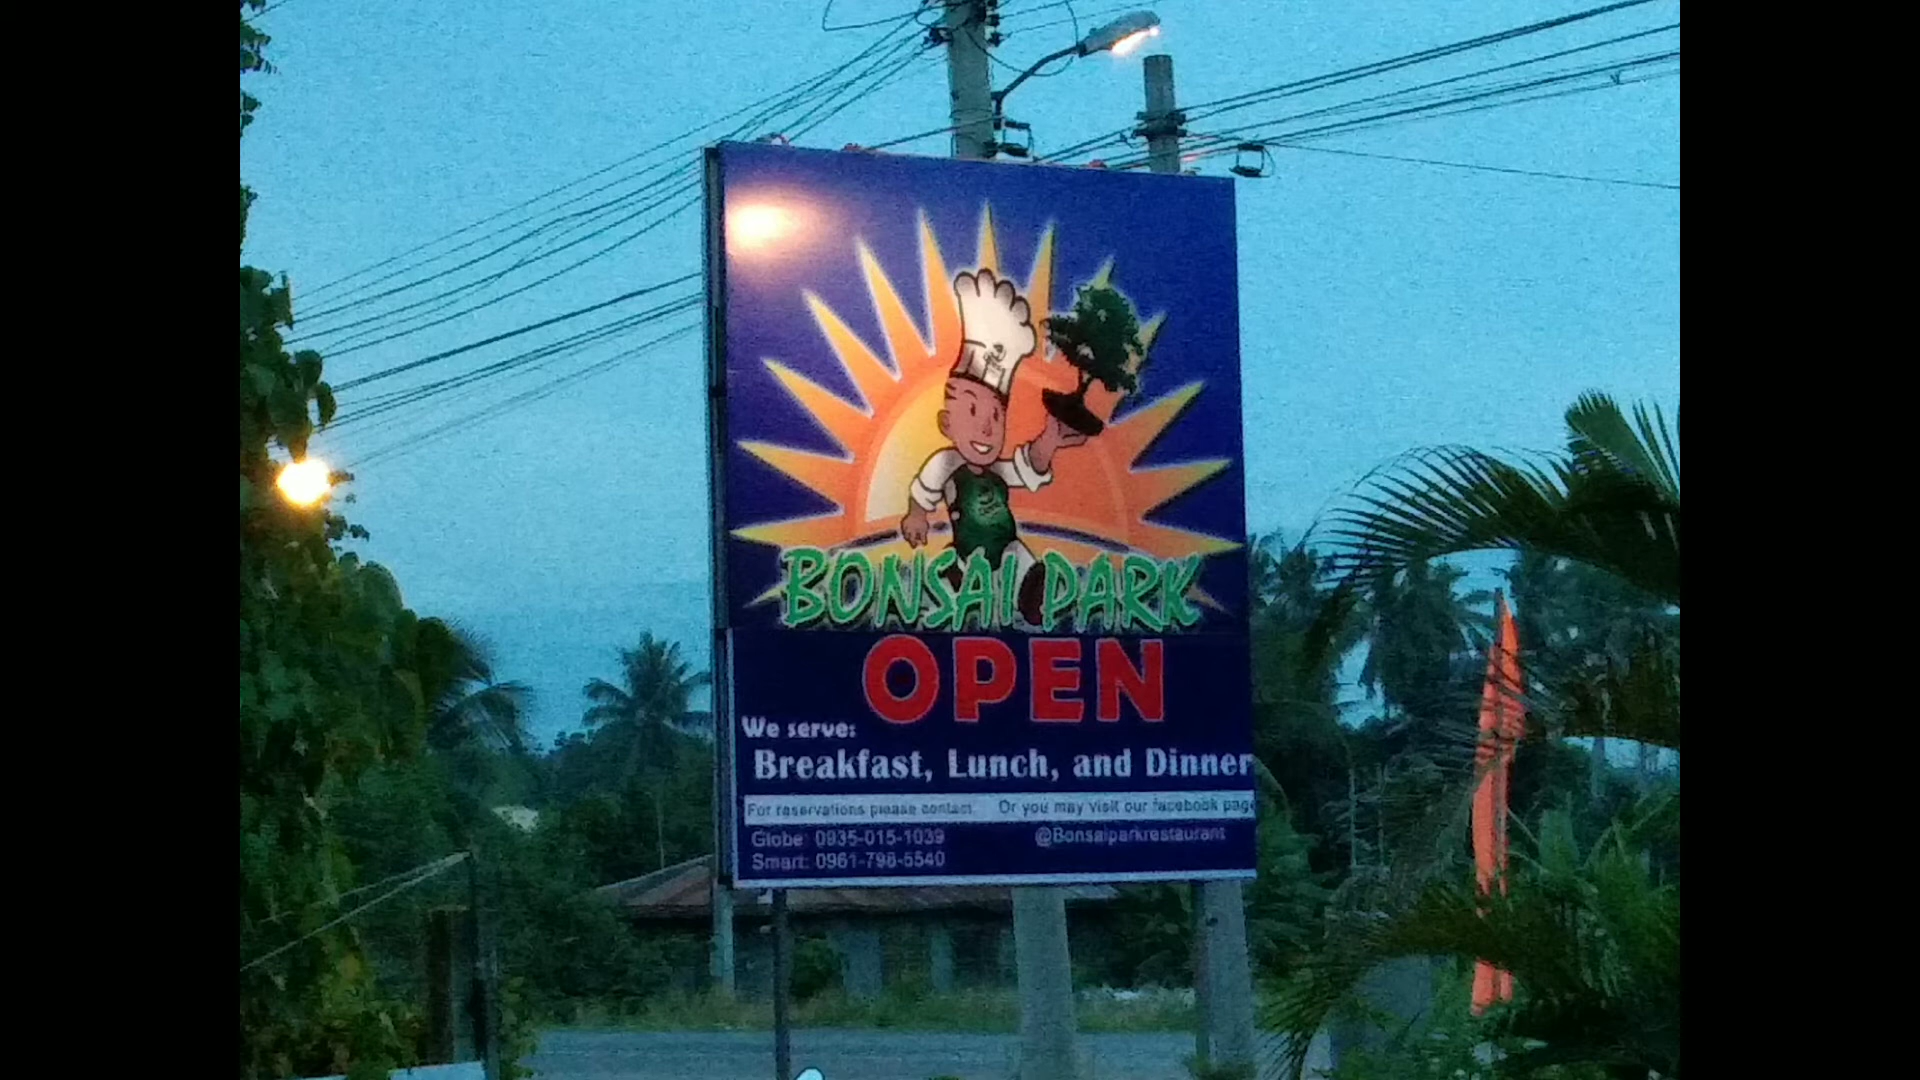 BONSAI PARK
OPEN
We serve:
Breakfast, Lunch, and Dinner
For reservations please contact Or you may visit our facebook page
Globe: 0935-015-1039 @Bonsaiparkrestaurant
Smart: 0961-798-5540